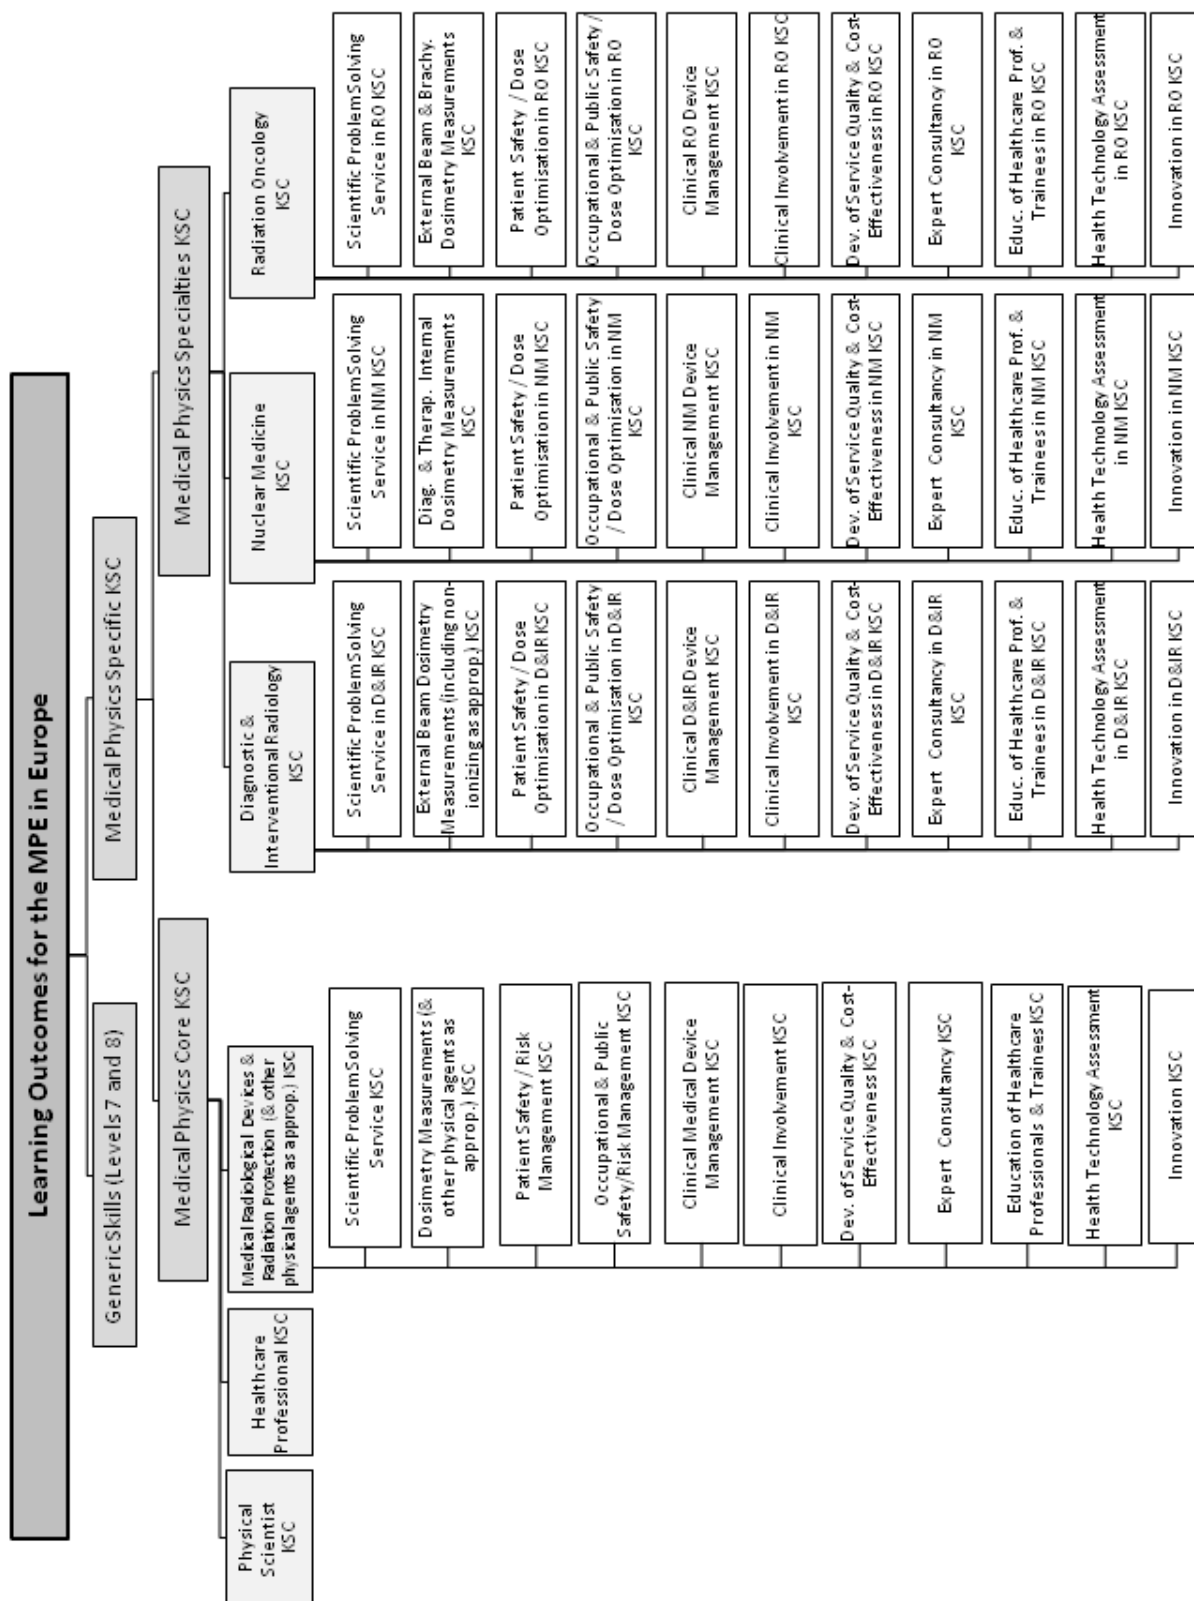 Learning Outcomes for the MPE in Europe
Generic Skills (Levels 7 and 8)
Medical Physics Specific KSC
Medical Physics Core KSC
Medical Physics Specialties KSC
Physical
Scientist
KSC
Healthcare
Professional KSC
Medical Radiological Devices &
Radiation Protection (& other
physical agents as approp.) KSC
Diagnostic &
Interventional Radiology
KSC
Nuclear Medicine
KSC
Radiation Oncology
KSC
Scientific Problem Solving
Service KSC
Dosimetry Measurements (&
other physical agents as
approp.) KSC
Patient Safety / Risk
Management KSC
Occupational & Public
Safety/Risk Management KSC
Clinical Medical Device
Management KSC
Clinical Involvement KSC
Dev. of Service Quality & Cost-
Effectiveness KSC
Expert Consultancy KSC
Education of Healthcare
Professionals & Trainees KSC
Health Technology Assessment
KSC
Innovation KSC
Scientific Problem Solving
Service in D&IR KSC
External Beam Dosimetry
Measurements (including non-
ionizing as approp.) KSC
Patient Safety / Dose
Optimisation in D&IR KSC
Occupational & Public Safety
/ Dose Optimisation in D&IR
KSC
Clinical D&IR Device
Management KSC
Clinical Involvement in D&IR
KSC
Dev. of Service Quality & Cost-
Effectiveness in D&IR KSC
Expert Consultancy in D&IR
KSC
Educ. of Healthcare Prof. &
Trainees in D&IR KSC
Health Technology Assessment
in D&IR KSC
Innovation in D&IR KSC
Scientific Problem Solving
Service in NM KSC
Diag. & Therap. Internal
Dosimetry Measurements
KSC
Patient Safety / Dose
Optimisation in NM KSC
Occupational & Public Safety
/ Dose Optimisation in NM
KSC
Clinical NM Device
Management KSC
Clinical Involvement in NM
KSC
Dev. of Service Quality & Cost-
Effectiveness in NM KSC
Expert Consultancy in NM
KSC
Educ. of Healthcare Prof. &
Trainees in NM KSC
Health Technology Assessment
in NM KSC
Innovation in NM KSC
Scientific Problem Solving
Service in RO KSC
External Beam & Brachy.
Dosimetry Measurements
KSC
Patient Safety / Dose
Optimisation in RO KSC
Occupational & Public Safety /
Dose Optimisation in RO
KSC
Clinical RO Device
Management KSC
Clinical Involvement in RO KSC
Dev. of Service Quality & Cost-
Effectiveness in RO KSC
Expert Consultancy in RO
KSC
Educ. of Healthcare Prof. &
Trainees in RO KSC
Health Technology Assessment
in RO KSC
Innovation in RO KSC